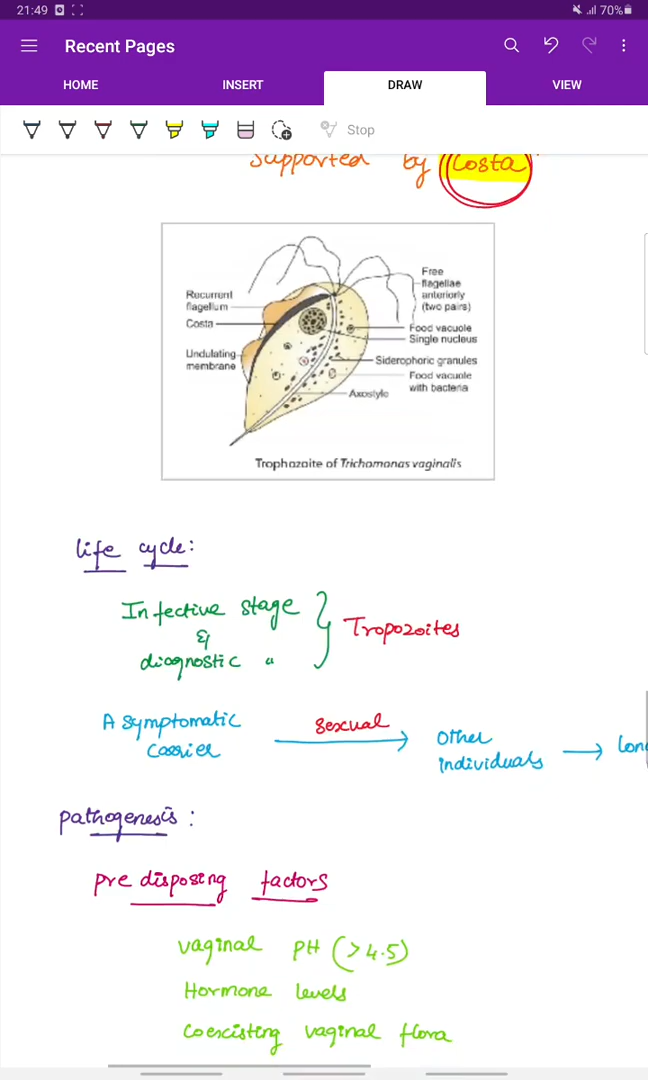 21:49
70%
Recent Pages
HOME INSERT DRAW VIEW
Stop
Supported by Costa
Recurrent
flagellum
Costa
Undulating
membrane
Free
flagellae
anteriorly
(two pairs)
Food vacuole
Single nucleus
Siderophoric granules
Food vacuole
with bacteria
Axostyle
Trophozoite of Trichomonas vaginalis
life cycle:
Infective stage
&
diagnostic "
Tropozoites
Asymptomatic
carrier
sexual
Other
individuals
pathogenesis:
Pre disposing factors
vaginal PH (>4.5)
Hormone levels
Coexcisting vaginal flora